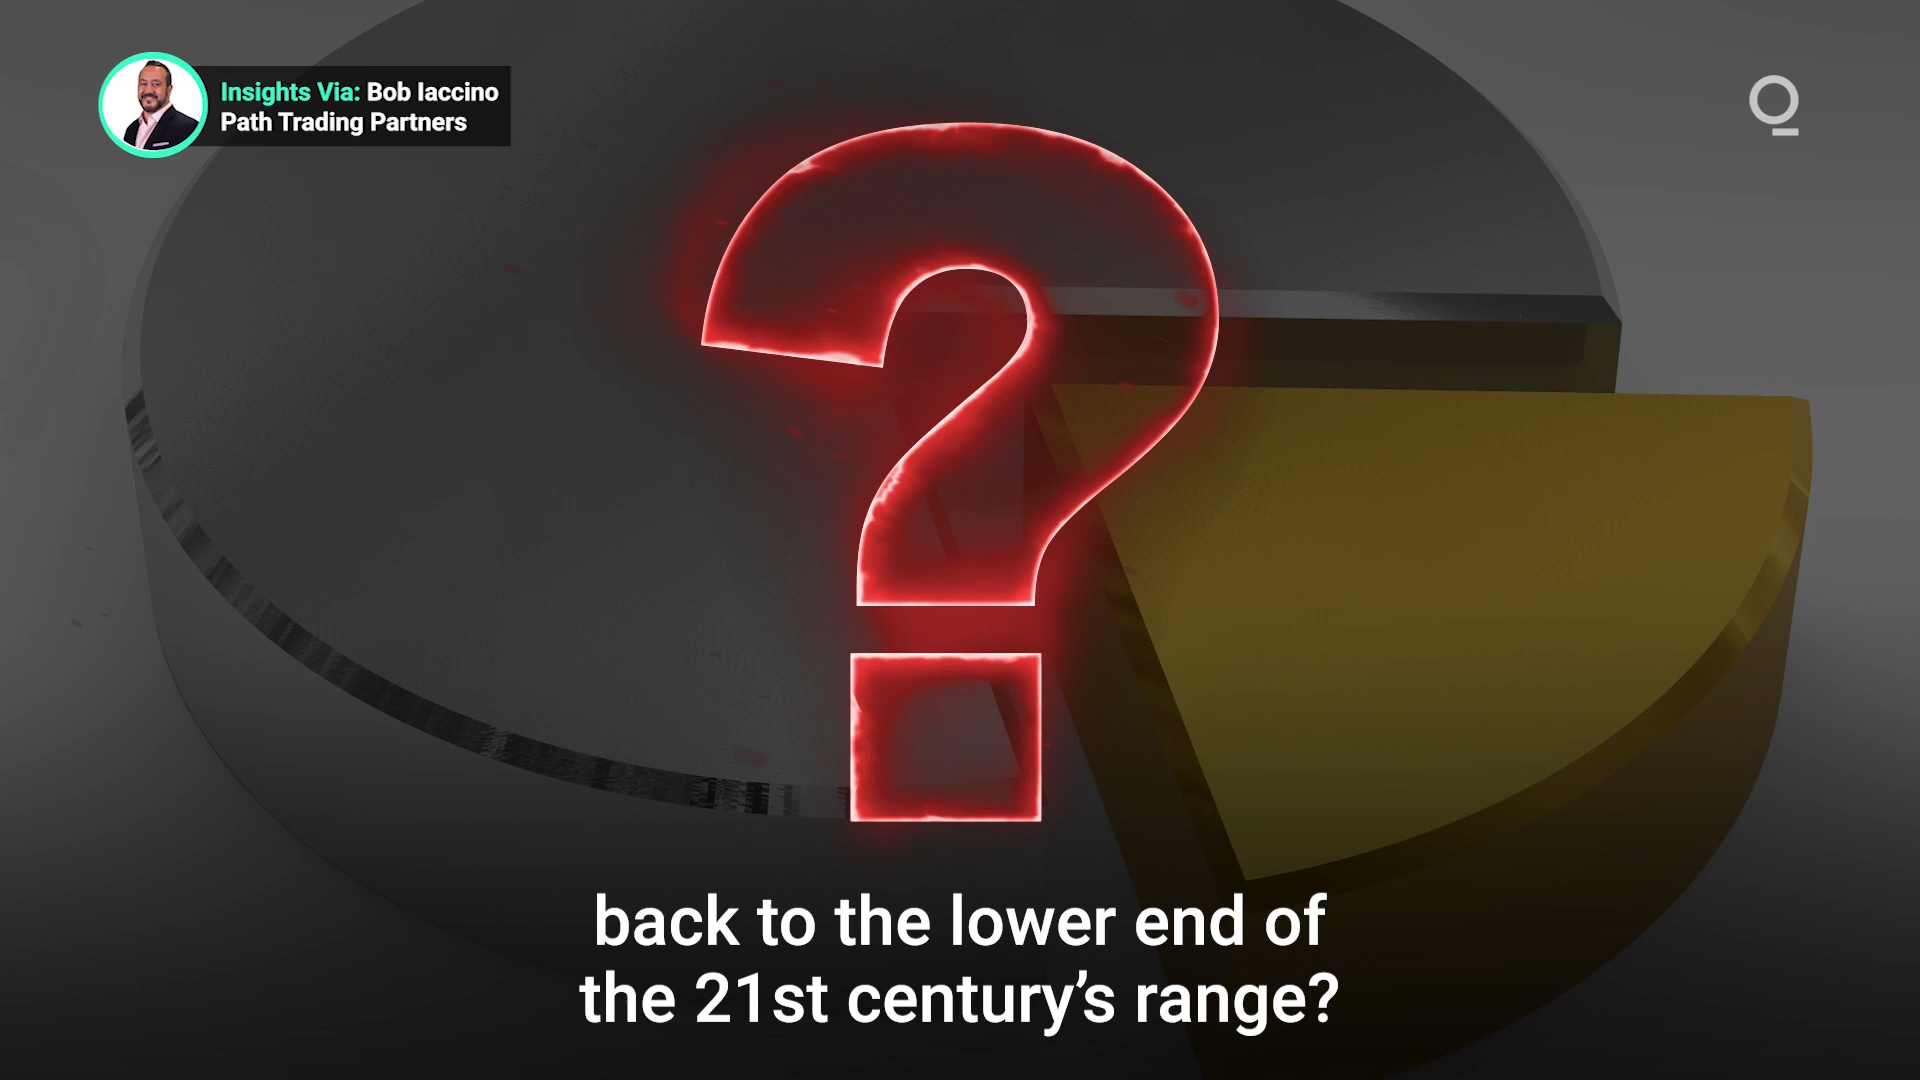 Insights Via: Bob Iaccino
Path Trading Partners
?
back to the lower end of
the 21st century’s range?